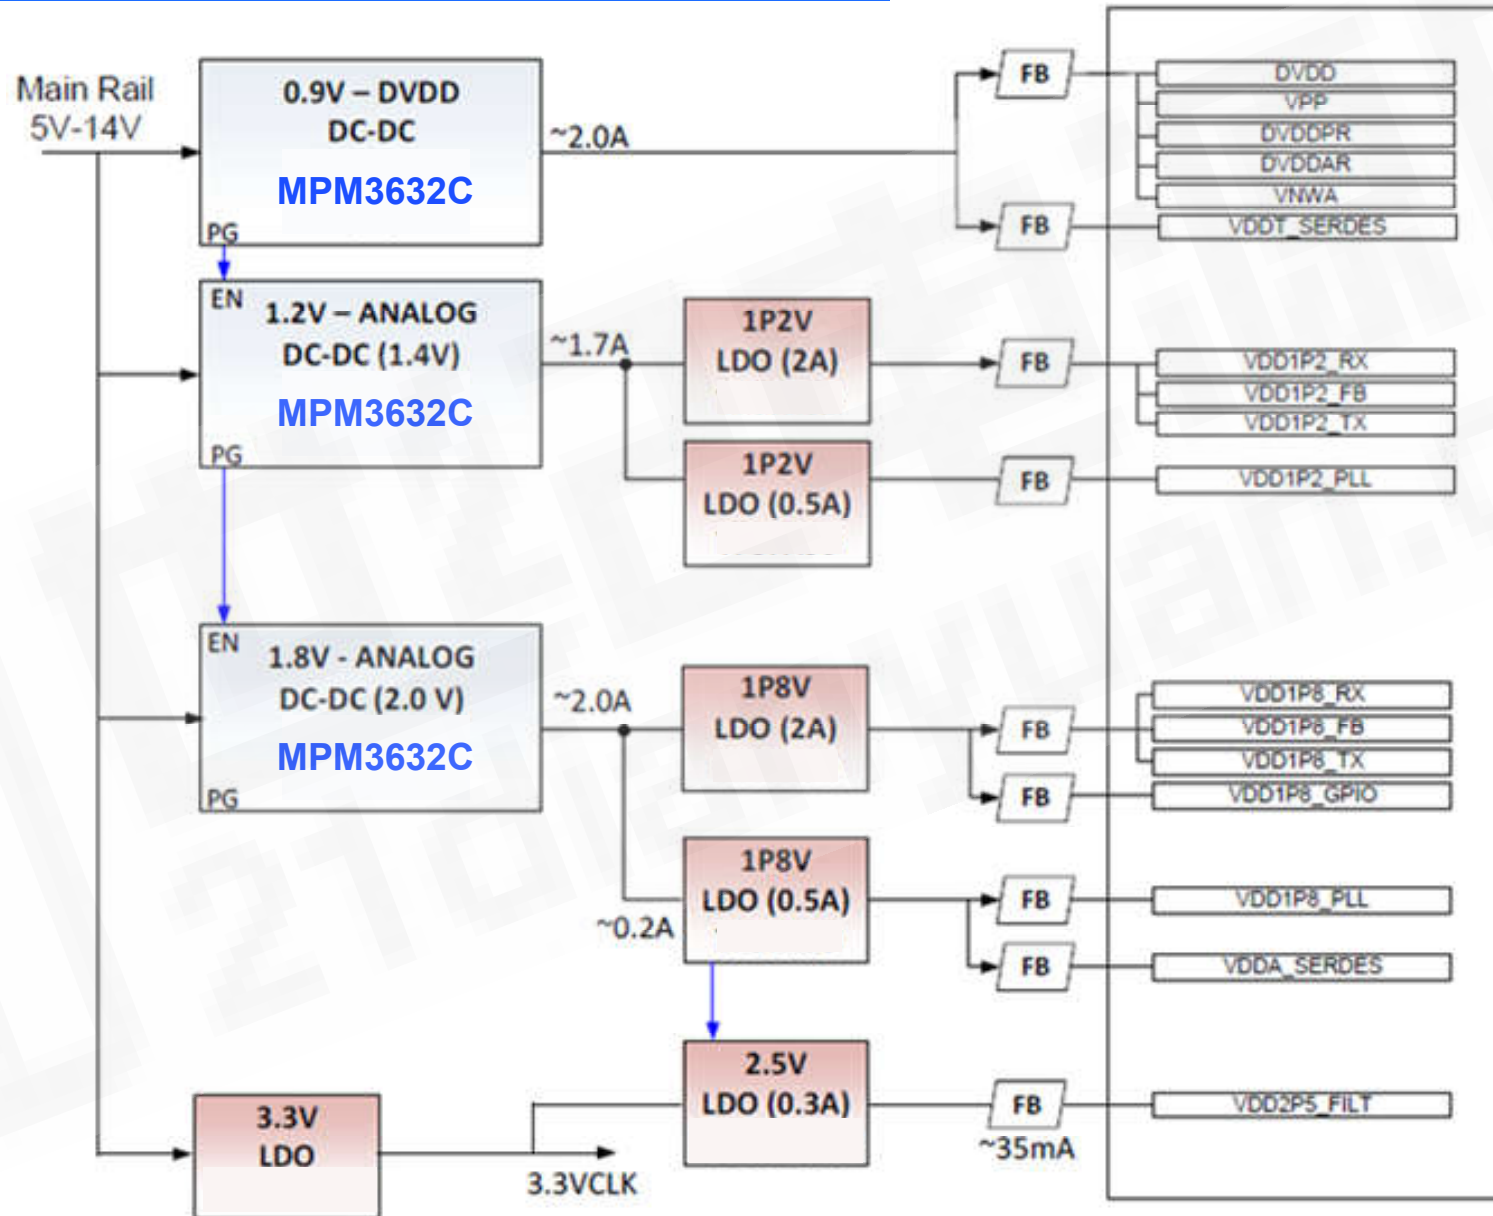 Main Rail
5V-14V
0.9V – DVDD
DC-DC
MPM3632C
PG
~2.0A
FB
DVDD
VPP
DVDDPR
DVDDAR
VNWA
FB
VDDT_SERDES
EN
1.2V – ANALOG
DC-DC (1.4V)
MPM3632C
PG
~1.7A
1P2V
LDO (2A)
FB
VDD1P2_RX
VDD1P2_FB
VDD1P2_TX
1P2V
LDO (0.5A)
FB
VDD1P2_PLL
EN
1.8V - ANALOG
DC-DC (2.0 V)
MPM3632C
PG
~2.0A
1P8V
LDO (2A)
FB
VDD1P8_RX
VDD1P8_FB
VDD1P8_TX
FB
VDD1P8_GPIO
~0.2A
1P8V
LDO (0.5A)
FB
VDD1P8_PLL
FB
VDDA_SERDES
2.5V
LDO (0.3A)
FB
~35mA
VDD2P5_FILT
3.3V
LDO
3.3VCLK